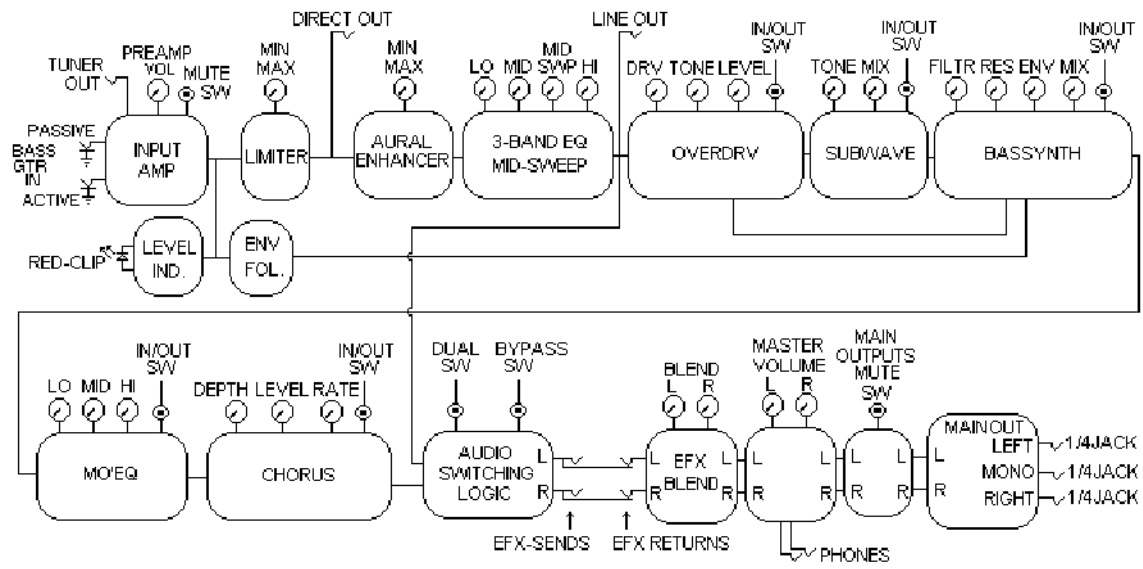 DIRECT OUT
LINE OUT
TUNER
OUT
PREAMP
VOL
MUTE
SW
MIN
MAX
MIN
MAX
LO
MID
MID
SWP
HI
DRV
TONE
LEVEL
IN/OUT
SW
TONE
MIX
IN/OUT
SW
FILTR
RES
ENV
MIX
IN/OUT
SW
PASSIVE
BASS
GTR
IN
ACTIVE
INPUT
AMP
LIMITER
AURAL
ENHANCER
3-BAND EQ
MID-SWEEP
OVERDRV
SUBWAVE
BASSYNTH
RED-CLIP
LEVEL
IND.
ENV
FOL.
LO
MID
HI
IN/OUT
SW
DEPTH
LEVEL
RATE
IN/OUT
SW
DUAL
SW
BYPASS
SW
BLEND
L
R
MASTER
VOLUME
L
R
MAIN
OUTPUTS
MUTE
SW
MO'EQ
CHORUS
AUDIO
SWITCHING
LOGIC
L
R
L
R
EFX
BLEND
L
R
L
R
L
R
L
R
L
R
L
R
MAIN OUT
LEFT
MONO
RIGHT
1/4JACK
1/4JACK
1/4JACK
EFX-SENDS
EFX RETURNS
PHONES